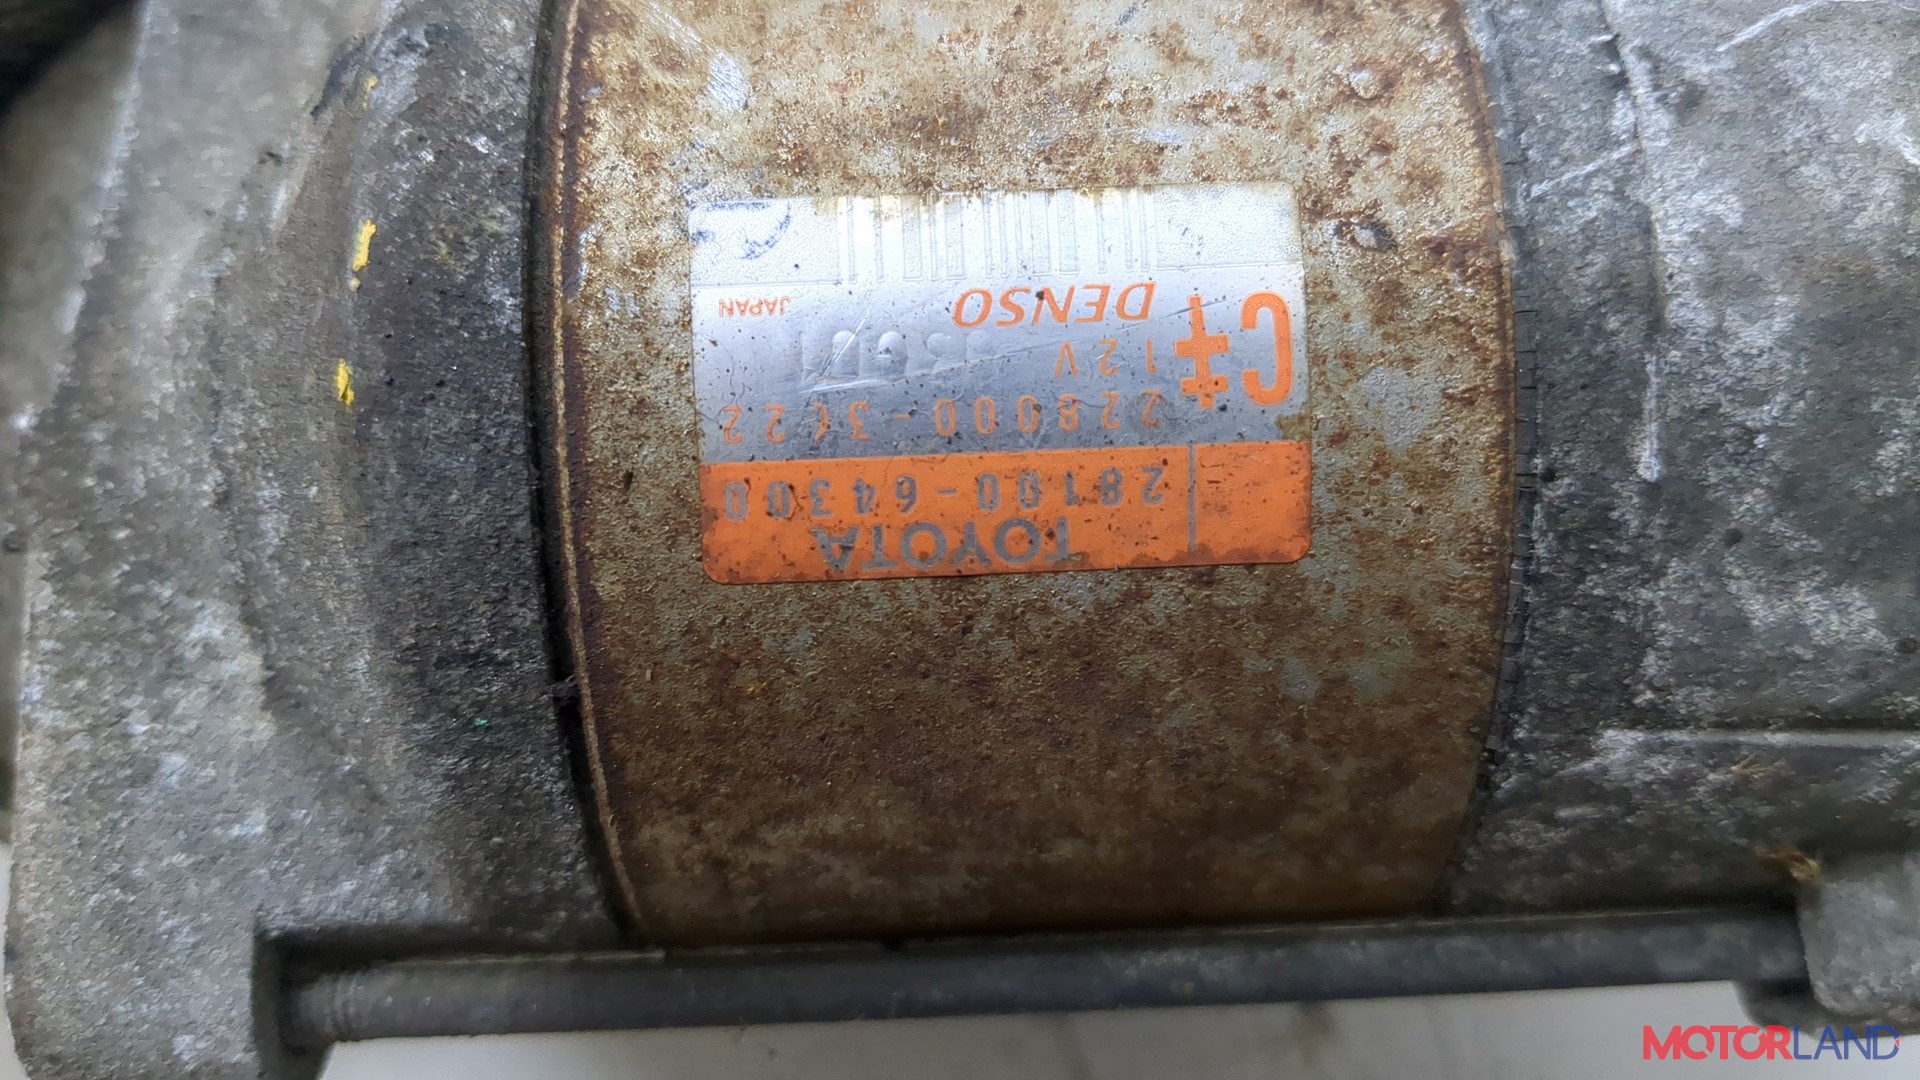 TOYOTA
28100-64300
228000-3622
12V
C
DENSO
JAPAN
MOTORLAND